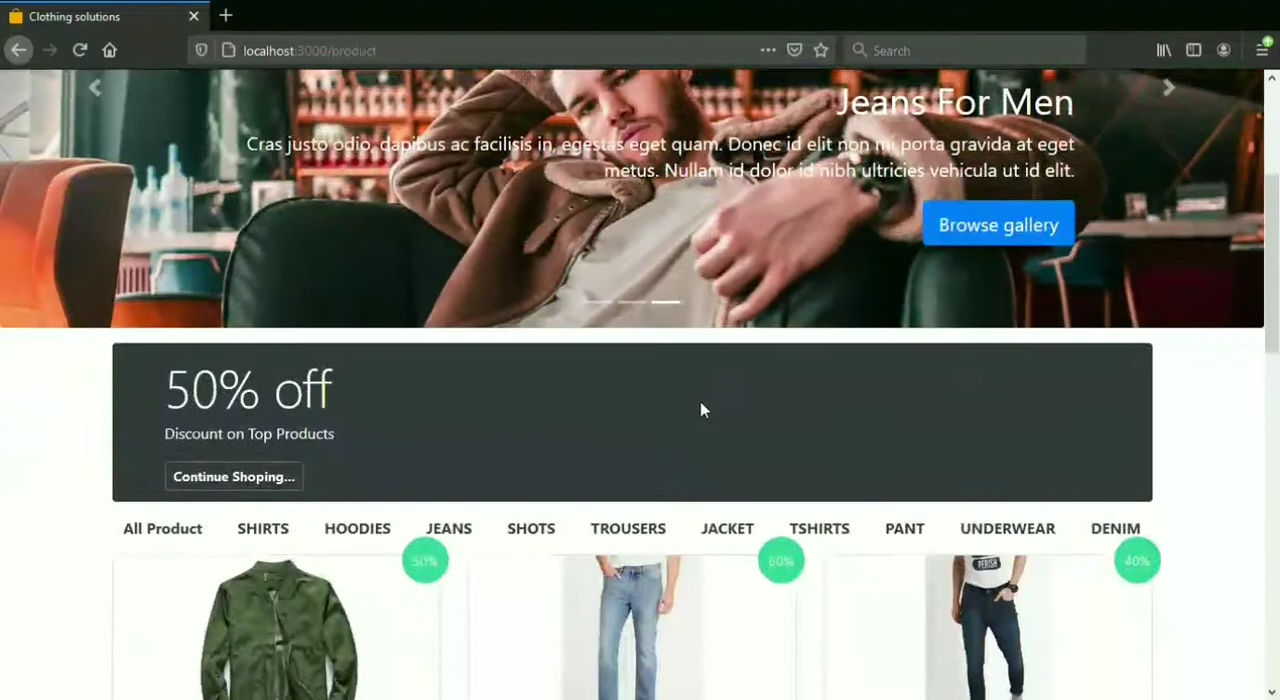 Clothing solutions
localhost:3000/product
Search
Jeans For Men
Cras justo odio, dapibus ac facilisis in, egestas eget quam. Donec id elit non mi porta gravida at eget
metus. Nullam id dolor id nibh ultricies vehicula ut id elit.
Browse gallery
50% off
Discount on Top Products
Continue Shoping...
All Product SHIRTS HOODIES JEANS SHOTS TROUSERS JACKET TSHIRTS PANT UNDERWEAR DENIM
50% 60% 40%
PERISH